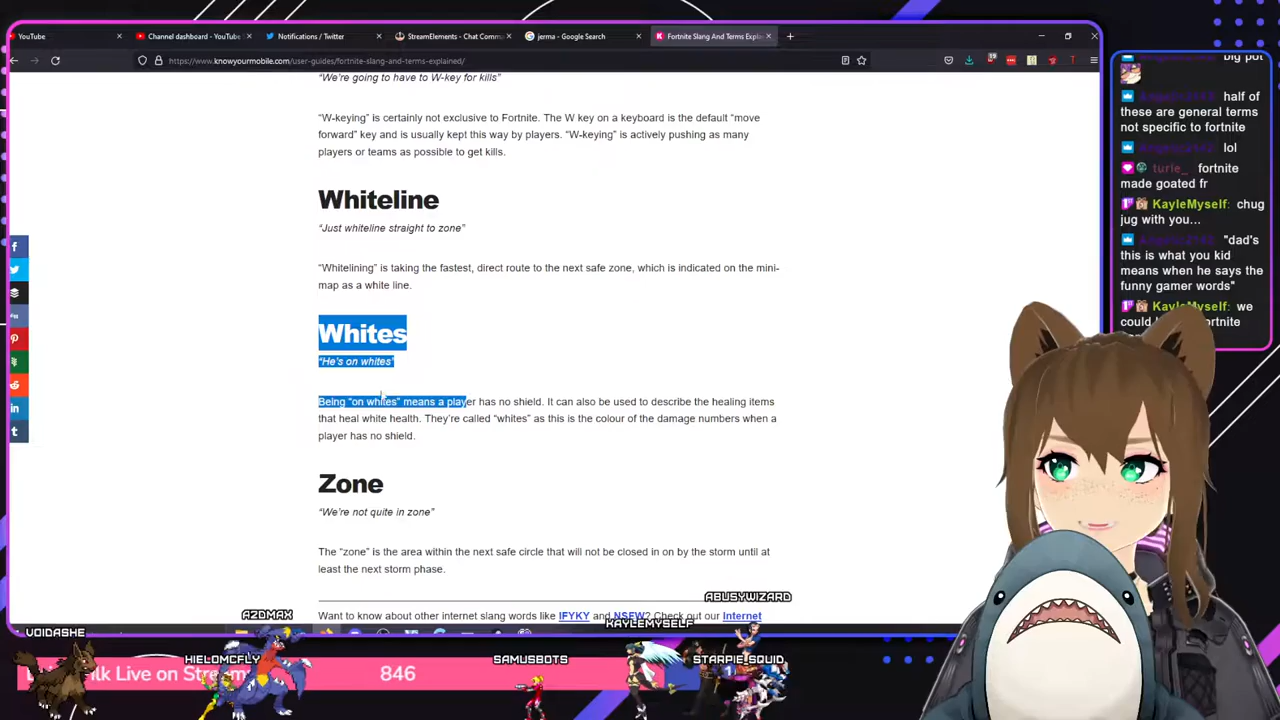 YouTube
Channel dashboard - YouTube
Notifications / Twitter
StreamElements - Chat Comm
jerma - Google Search
Fortnite Slang And Terms Expla
https://www.knowyourmobile.com/user-guides/fortnite-slang-and-terms-explained/
“We’re going to have to W-key for kills”
“W-keying” is certainly not exclusive to Fortnite. The W key on a keyboard is the default “move
forward” key and is usually kept this way by players. “W-keying” is actively pushing as many
players or teams as possible to get kills.
Whiteline
“Just whiteline straight to zone”
“Whitelining” is taking the fastest, direct route to the next safe zone, which is indicated on the mini-
map as a white line.
Whites
“He’s on whites”
Being “on whites” means a player has no shield. It can also be used to describe the healing items
that heal white health. They’re called “whites” as this is the colour of the damage numbers when a
player has no shield.
Zone
“We’re not quite in zone”
The “zone” is the area within the next safe circle that will not be closed in on by the storm until at
least the next storm phase.
Want to know about other internet slang words like IFYKY and NSFW? Check out our Internet
big pot
half of
these are general terms
not specific to fortnite
lol
turie_ fortnite
made goated fr
KayleMyself: chug
jug with you...
"dad's
this is what you kid
means when he says the
funny gamer words"
KayleMyself: we
ABUSYWIZARD
AZDMAX
KAYLEMYSELF
VOIDASHE
HIELOMCFLY
SAMUSBOTS
STARPIE_SQUID
lk Live on Stream
846